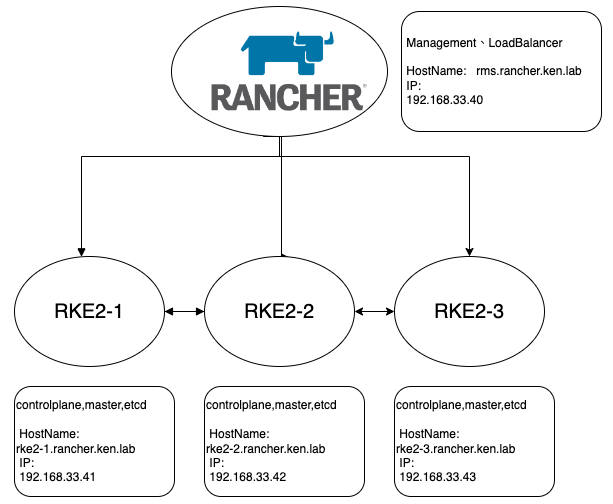 RANCHER®
Management、LoadBalancer
HostName: rms.rancher.ken.lab
IP:
192.168.33.40
RKE2-1
RKE2-2
RKE2-3
controlplane,master,etcd
HostName:
rke2-1.rancher.ken.lab
IP:
192.168.33.41
controlplane,master,etcd
HostName:
rke2-2.rancher.ken.lab
IP:
192.168.33.42
controlplane,master,etcd
HostName:
rke2-3.rancher.ken.lab
IP:
192.168.33.43